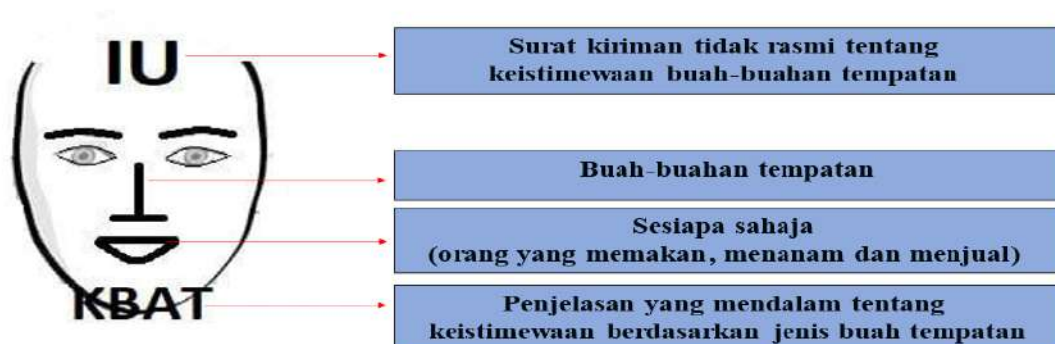 IU
Surat kiriman tidak rasmi tentang
keistimewaan buah-buahan tempatan
Buah-buahan tempatan
Sesiapa sahaja
(orang yang memakan, menanam dan menjual)
KBAT
Penjelasan yang mendalam tentang
keistimewaan berdasarkan jenis buah tempatan